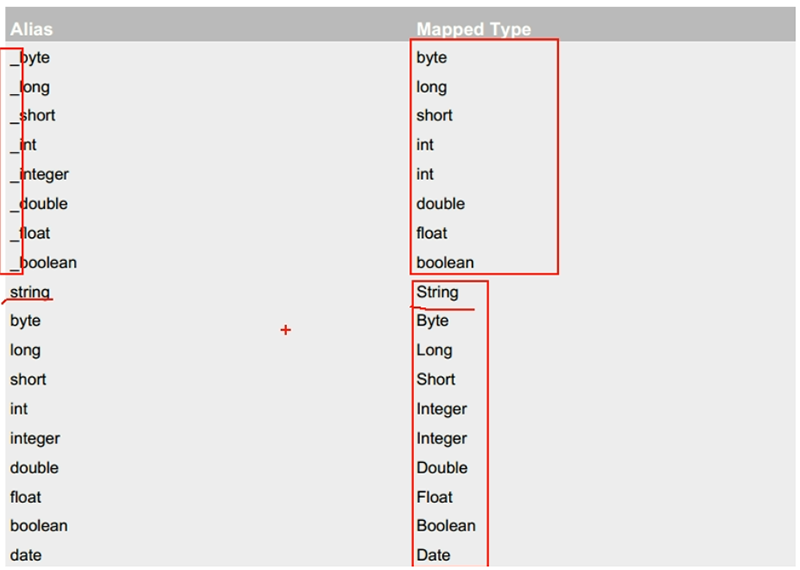 Alias Mapped Type
_byte byte
_long long
_short short
_int int
_integer int
_double double
_float float
_boolean boolean
string String
byte Byte
long Long
short Short
int Integer
integer Integer
double Double
float Float
boolean Boolean
date Date